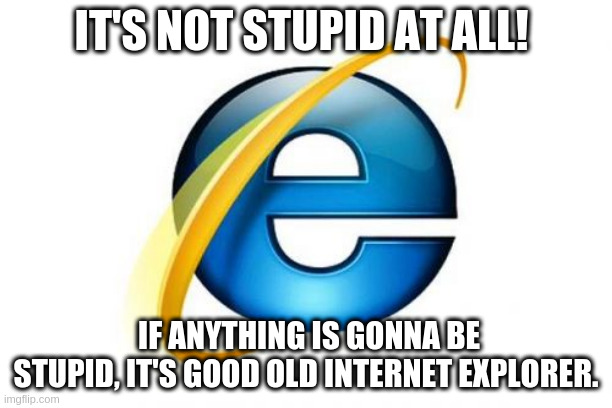 IT'S NOT STUPID AT ALL!
IF ANYTHING IS GONNA BE
STUPID, IT'S GOOD OLD INTERNET EXPLORER.
imgflip.com